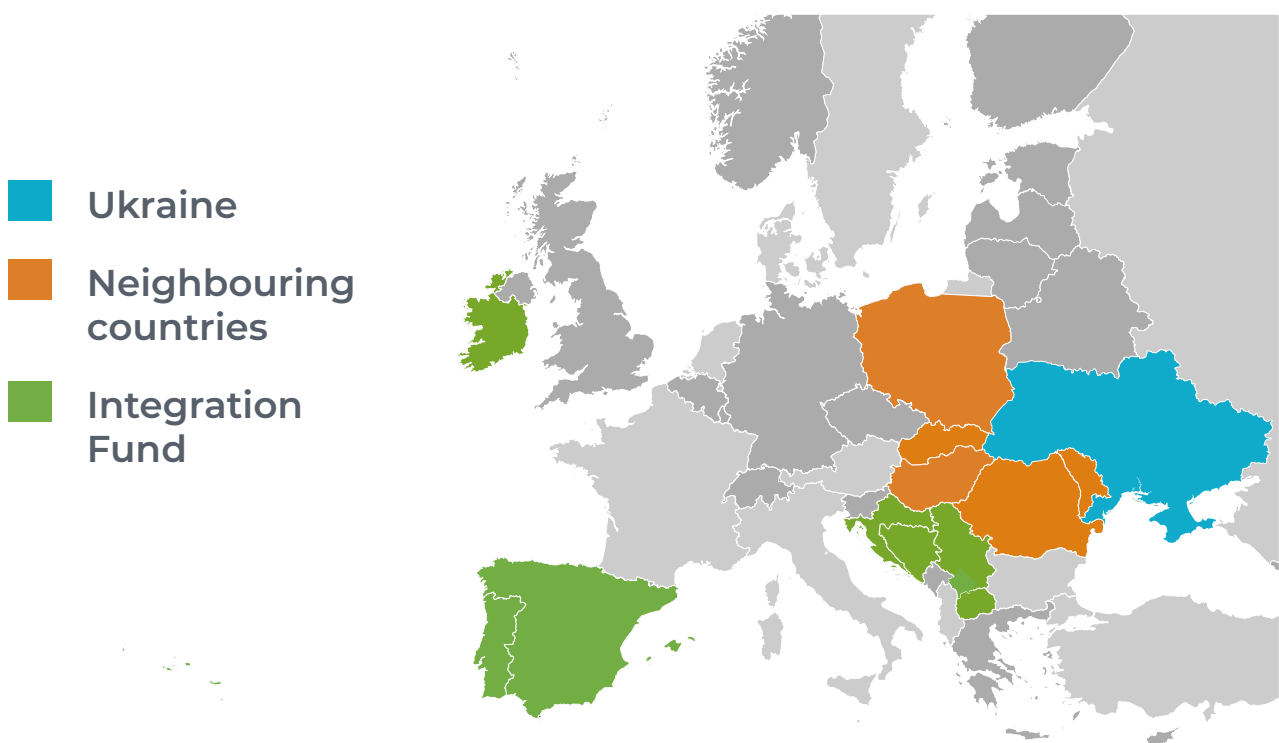 Ukraine
Neighbouring
countries
Integration
Fund